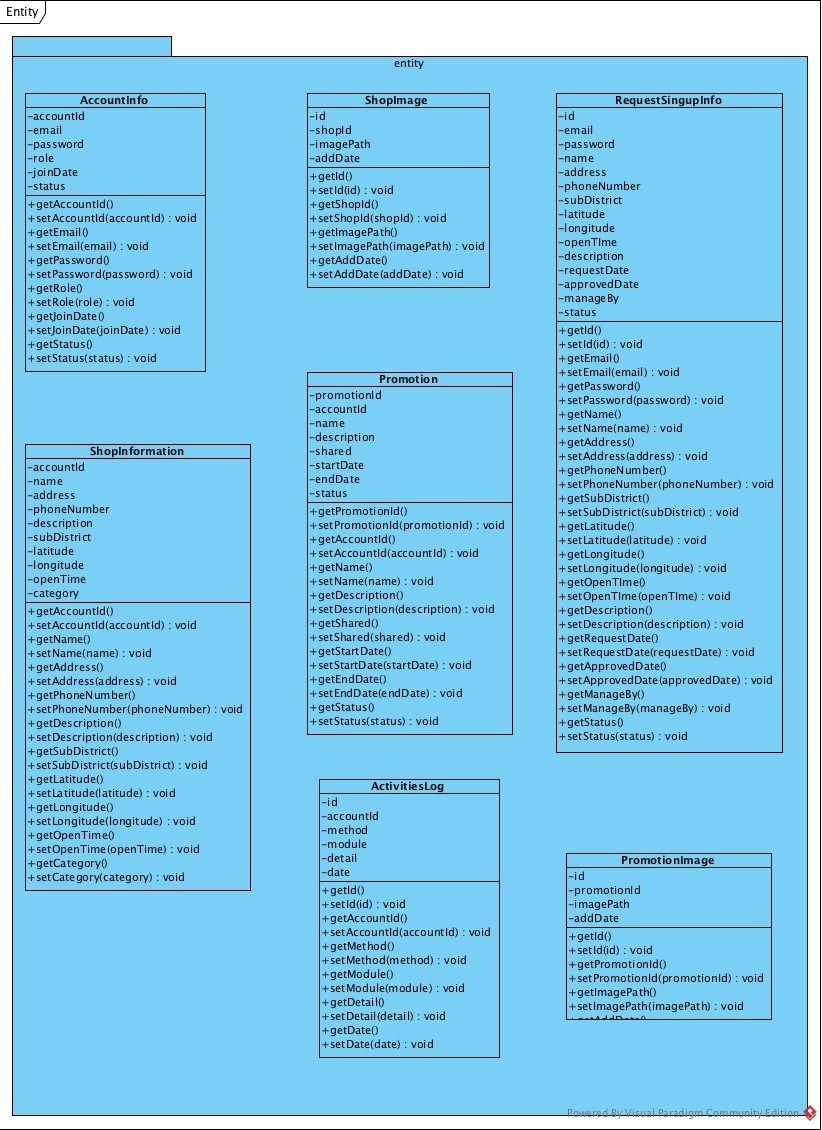 Entity
entity
AccountInfo
-accountId
-email
-password
-role
-joinDate
-status
+getAccountId()
+setAccountId(accountId) : void
+getEmail()
+setEmail(email) : void
+getPassword()
+setPassword(password) : void
+getRole()
+setRole(role) : void
+getJoinDate()
+setJoinDate(joinDate) : void
+getStatus()
+setStatus(status) : void
ShopImage
-id
-shopId
-imagePath
-addDate
+getId()
+setId(id) : void
+getShopId()
+setShopId(shopId) : void
+getImagePath()
+setImagePath(imagePath) : void
+getAddDate()
+setAddDate(addDate) : void
RequestSingupInfo
-id
-email
-password
-name
-address
-phoneNumber
-subDistrict
-latitude
-longitude
-openTIme
-description
-requestDate
-approvedDate
-manageBy
-status
+getId()
+setId(id) : void
+getEmail()
+setEmail(email) : void
+getPassword()
+setPassword(password) : void
+getName()
+setName(name) : void
+getAddress()
+setAddress(address) : void
+getPhoneNumber()
+setPhoneNumber(phoneNumber) : void
+getSubDistrict()
+setSubDistrict(subDistrict) : void
+getLatitude()
+setLatitude(latitude) : void
+getLongitude()
+setLongitude(longitude) : void
+getOpenTIme()
+setOpenTIme(openTIme) : void
+getDescription()
+setDescription(description) : void
+getRequestDate()
+setRequestDate(requestDate) : void
+getApprovedDate()
+setApprovedDate(approvedDate) : void
+getManageBy()
+setManageBy(manageBy) : void
+getStatus()
+setStatus(status) : void
Promotion
-promotionId
-accountId
-name
-description
-shared
-startDate
-endDate
-status
+getPromotionId()
+setPromotionId(promotionId) : void
+getAccountId()
+setAccountId(accountId) : void
+getName()
+setName(name) : void
+getDescription()
+setDescription(description) : void
+getShared()
+setShared(shared) : void
+getStartDate()
+setStartDate(startDate) : void
+getEndDate()
+setEndDate(endDate) : void
+getStatus()
+setStatus(status) : void
ShopInformation
-accountId
-name
-address
-phoneNumber
-description
-subDistrict
-latitude
-longitude
-openTime
-category
+getAccountId()
+setAccountId(accountId) : void
+getName()
+setName(name) : void
+getAddress()
+setAddress(address) : void
+getPhoneNumber()
+setPhoneNumber(phoneNumber) : void
+getDescription()
+setDescription(description) : void
+getSubDistrict()
+setSubDistrict(subDistrict) : void
+getLatitude()
+setLatitude(latitude) : void
+getLongitude()
+setLongitude(longitude) : void
+getOpenTime()
+setOpenTime(openTime) : void
+getCategory()
+setCategory(category) : void
ActivitiesLog
-id
-accountId
-method
-module
-detail
-date
+getId()
+setId(id) : void
+getAccountId()
+setAccountId(accountId) : void
+getMethod()
+setMethod(method) : void
+getModule()
+setModule(module) : void
+getDetail()
+setDetail(detail) : void
+getDate()
+setDate(date) : void
PromotionImage
-id
-promotionId
-imagePath
-addDate
+getId()
+setId(id) : void
+getPromotionId()
+setPromotionId(promotionId) : void
+getImagePath()
+setImagePath(imagePath) : void
Powered By Visual Paradigm Community Edition